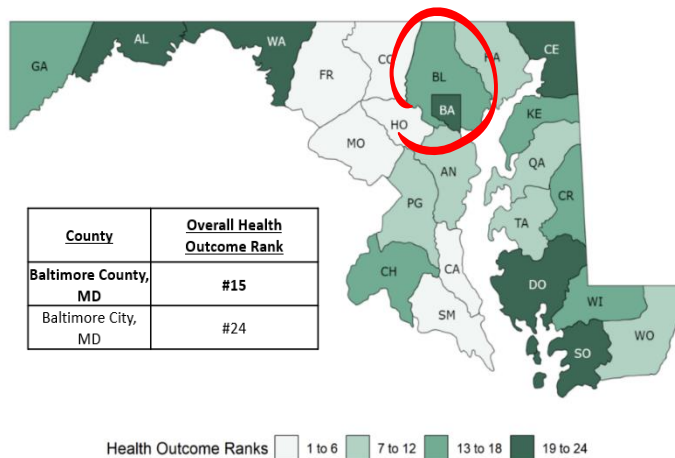 GA
AL
WA
FR
CC
BL
HA
CE
BA
HO
KE
MO
AN
QA
PG
CR
TA
CH
CA
DO
SM
WI
SO
WO
County
Overall Health
Outcome Rank
Baltimore County,
MD
#15
Baltimore City,
MD
#24
Health Outcome Ranks
1 to 6
7 to 12
13 to 18
19 to 24